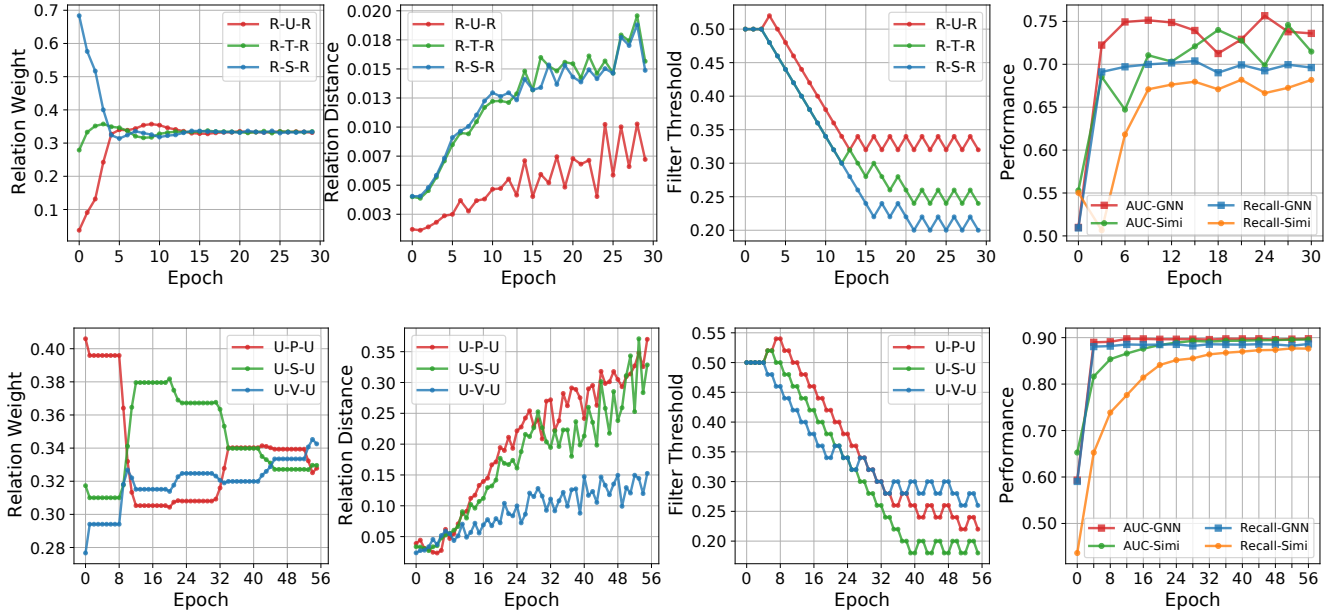 Relation Weight
0.7
0.6
0.5
0.4
0.3
0.2
0.1
R-U-R
R-T-R
R-S-R
0 5 10 15 20 25 30
Epoch
Relation Distance
0.020
0.018
0.015
0.013
0.010
0.007
0.005
0.003
R-U-R
R-T-R
R-S-R
0 5 10 15 20 25 30
Epoch
Filter Threshold
0.50
0.45
0.40
0.35
0.30
0.25
0.20
R-U-R
R-T-R
R-S-R
0 5 10 15 20 25 30
Epoch
Performance
0.75
0.70
0.65
0.60
0.55
0.50
AUC-GNN
AUC-Simi
Recall-GNN
Recall-Simi
0 6 12 18 24 30
Epoch
Relation Weight
0.40
0.38
0.36
0.34
0.32
0.30
0.28
U-P-U
U-S-U
U-V-U
0 8 16 24 32 40 48 56
Epoch
Relation Distance
0.35
0.30
0.25
0.20
0.15
0.10
0.05
U-P-U
U-S-U
U-V-U
0 8 16 24 32 40 48 56
Epoch
Filter Threshold
0.55
0.50
0.45
0.40
0.35
0.30
0.25
0.20
U-P-U
U-S-U
U-V-U
0 8 16 24 32 40 48 56
Epoch
Performance
0.90
0.80
0.70
0.60
0.50
AUC-GNN
AUC-Simi
Recall-GNN
Recall-Simi
0 8 16 24 32 40 48 56
Epoch